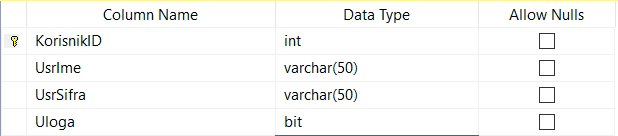 Column Name Data Type Allow Nulls
KorisnikID int
UsrIme varchar(50)
UsrSifra varchar(50)
Uloga bit